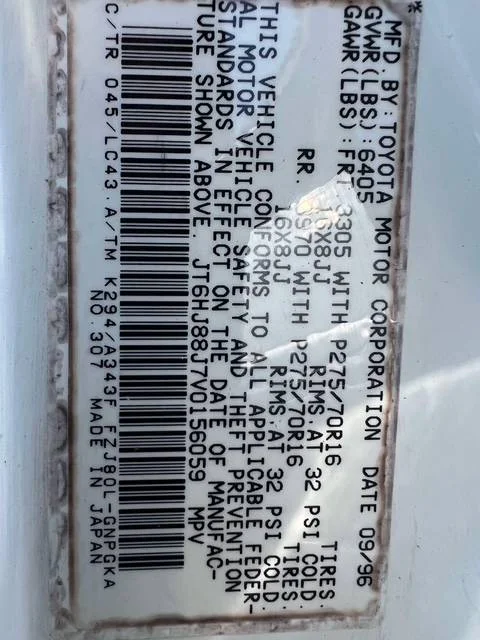 MFD. BY: TOYOTA MOTOR CORPORATION DATE 09/96
GVWR(LBS): 6405
GAWR(LBS): FRT 3305 WITH P275/70R16 TIRES.
16X8JJ RIMS AT 32 PSI COLD.
RR. 3970 WITH P275/70R16 TIRES.
16X8JJ RIMS AT 32 PSI COLD.
THIS VEHICLE CONFORMS TO ALL APPLICABLE FEDER-
AL MOTOR VEHICLE SAFETY AND THEFT PREVENTION
STANDARDS IN EFFECT ON THE DATE OF MANUFAC-
TURE SHOWN ABOVE. JT6HJ88J7V0156059 MPV
C/TR 045/LC43.A/TM K294/A343F FZJ80L-GNPGKA
NO.307 MADE IN JAPAN